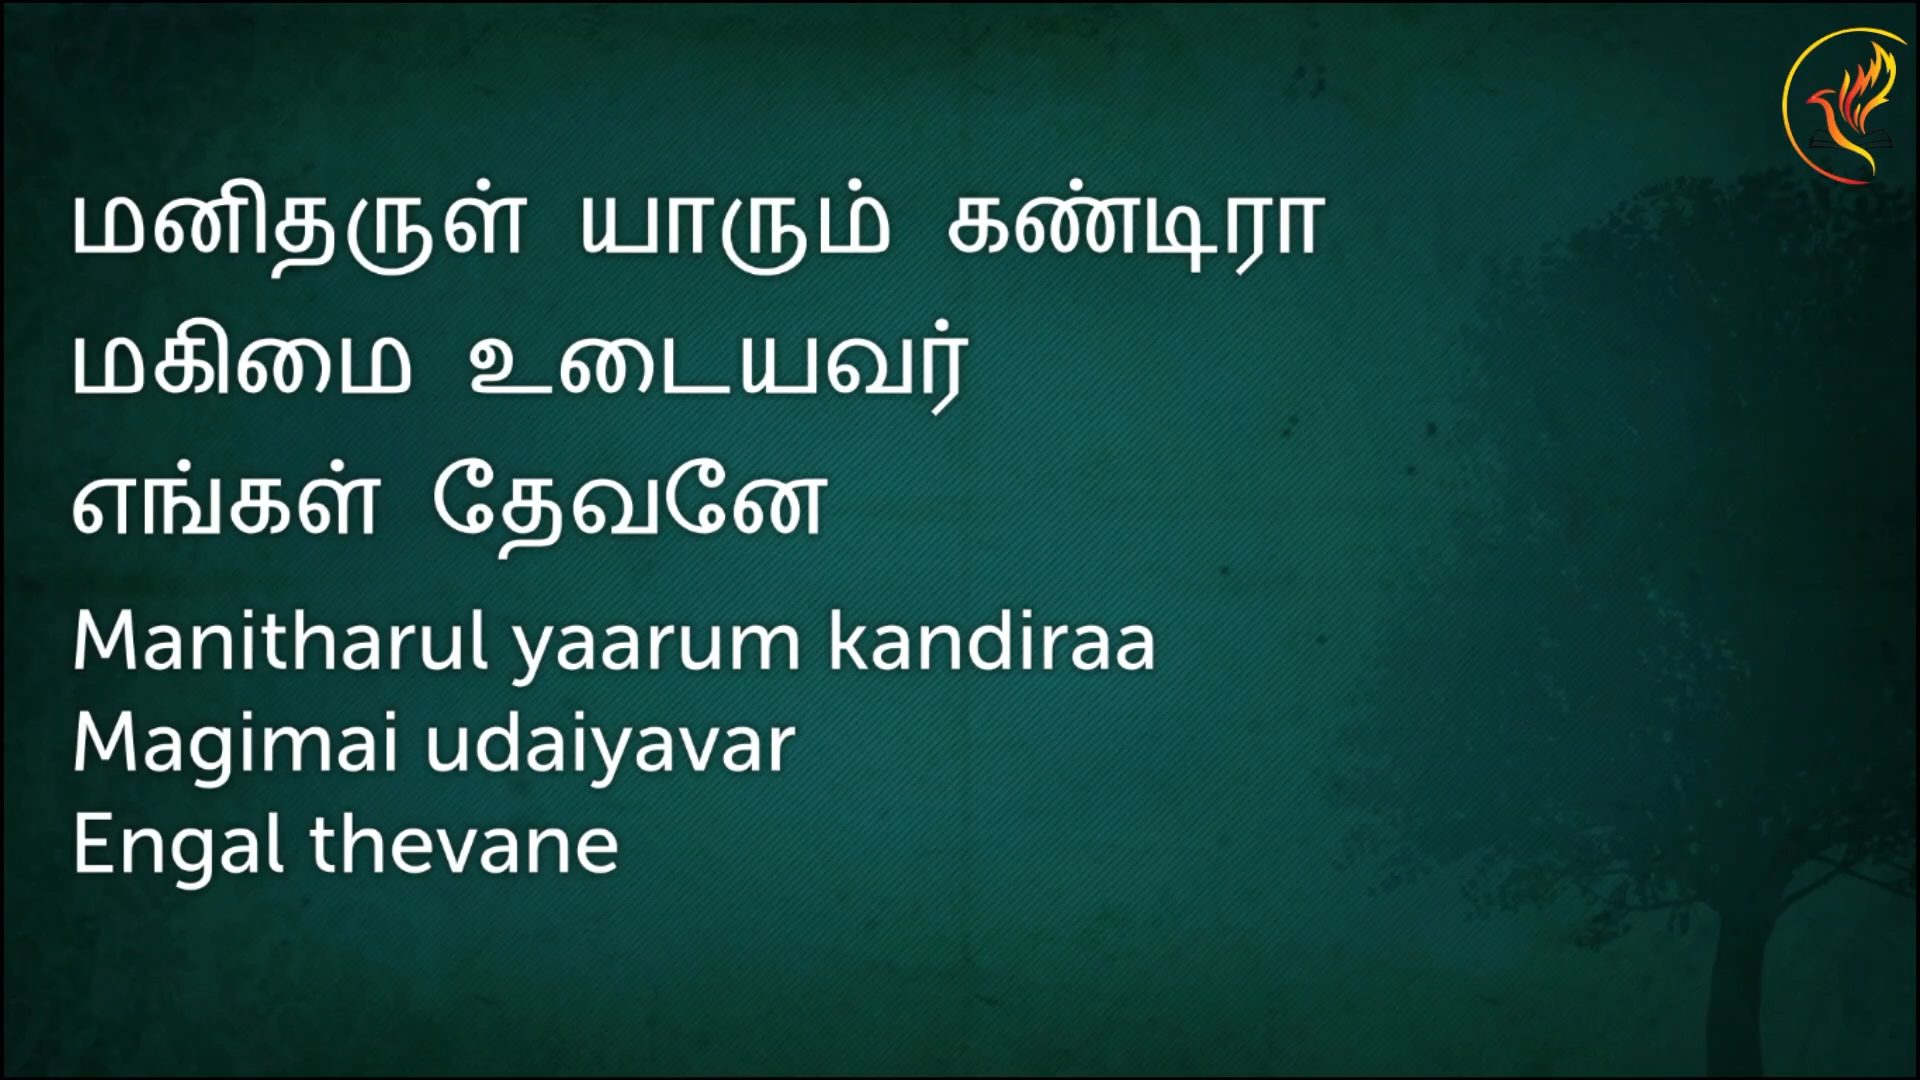 மனிதருள் யாரும் கண்டிரா
மகிமை உடையவர்
எங்கள் தேவனே
Manitharul yaarum kandiraa
Magimai udaiyavar
Engal thevane